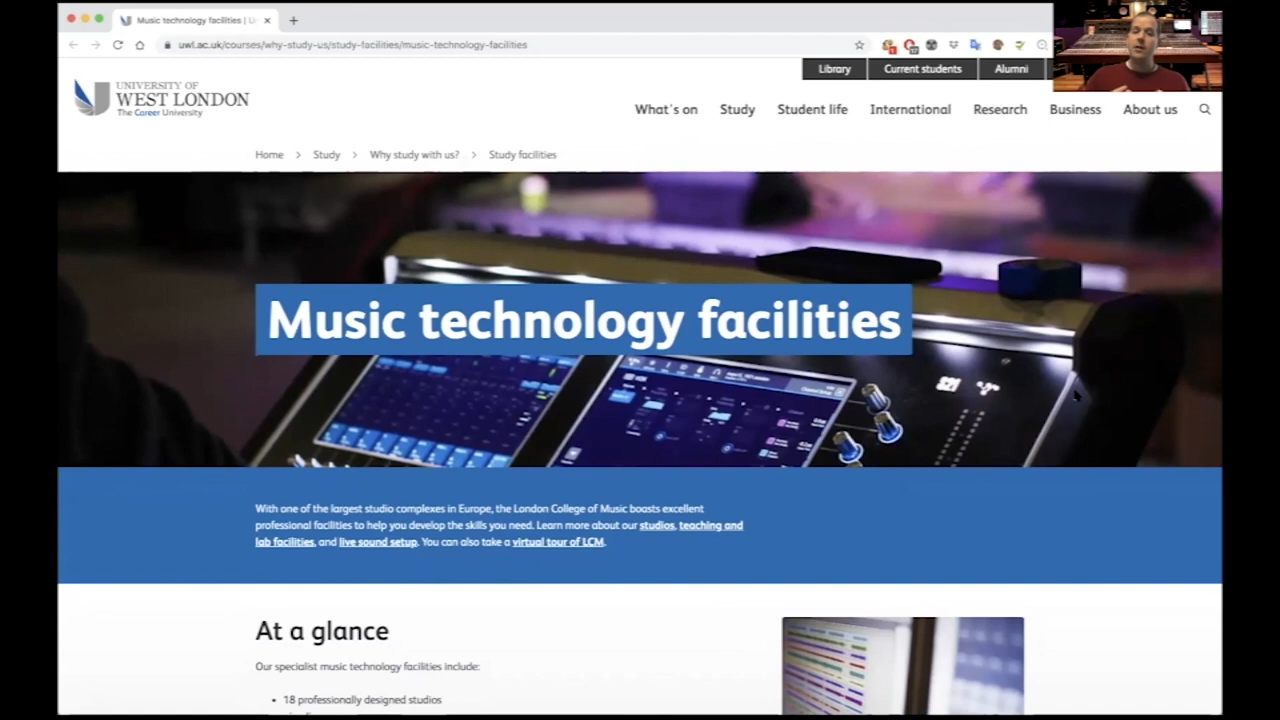 Music technology facilities | U
uwl.ac.uk/courses/why-study-us/study-facilities/music-technology-facilities
Library Current students Alumni
UNIVERSITY OF
WEST LONDON
The Career University
What's on Study Student life International Research Business About us
Home > Study > Why study with us? > Study facilities
Music technology facilities
S21
With one of the largest studio complexes in Europe, the London College of Music boasts excellent
professional facilities to help you develop the skills you need. Learn more about our studios, teaching and
lab facilities, and live sound setup. You can also take a virtual tour of LCM.
At a glance
Our specialist music technology facilities include:
• 18 professionally designed studios